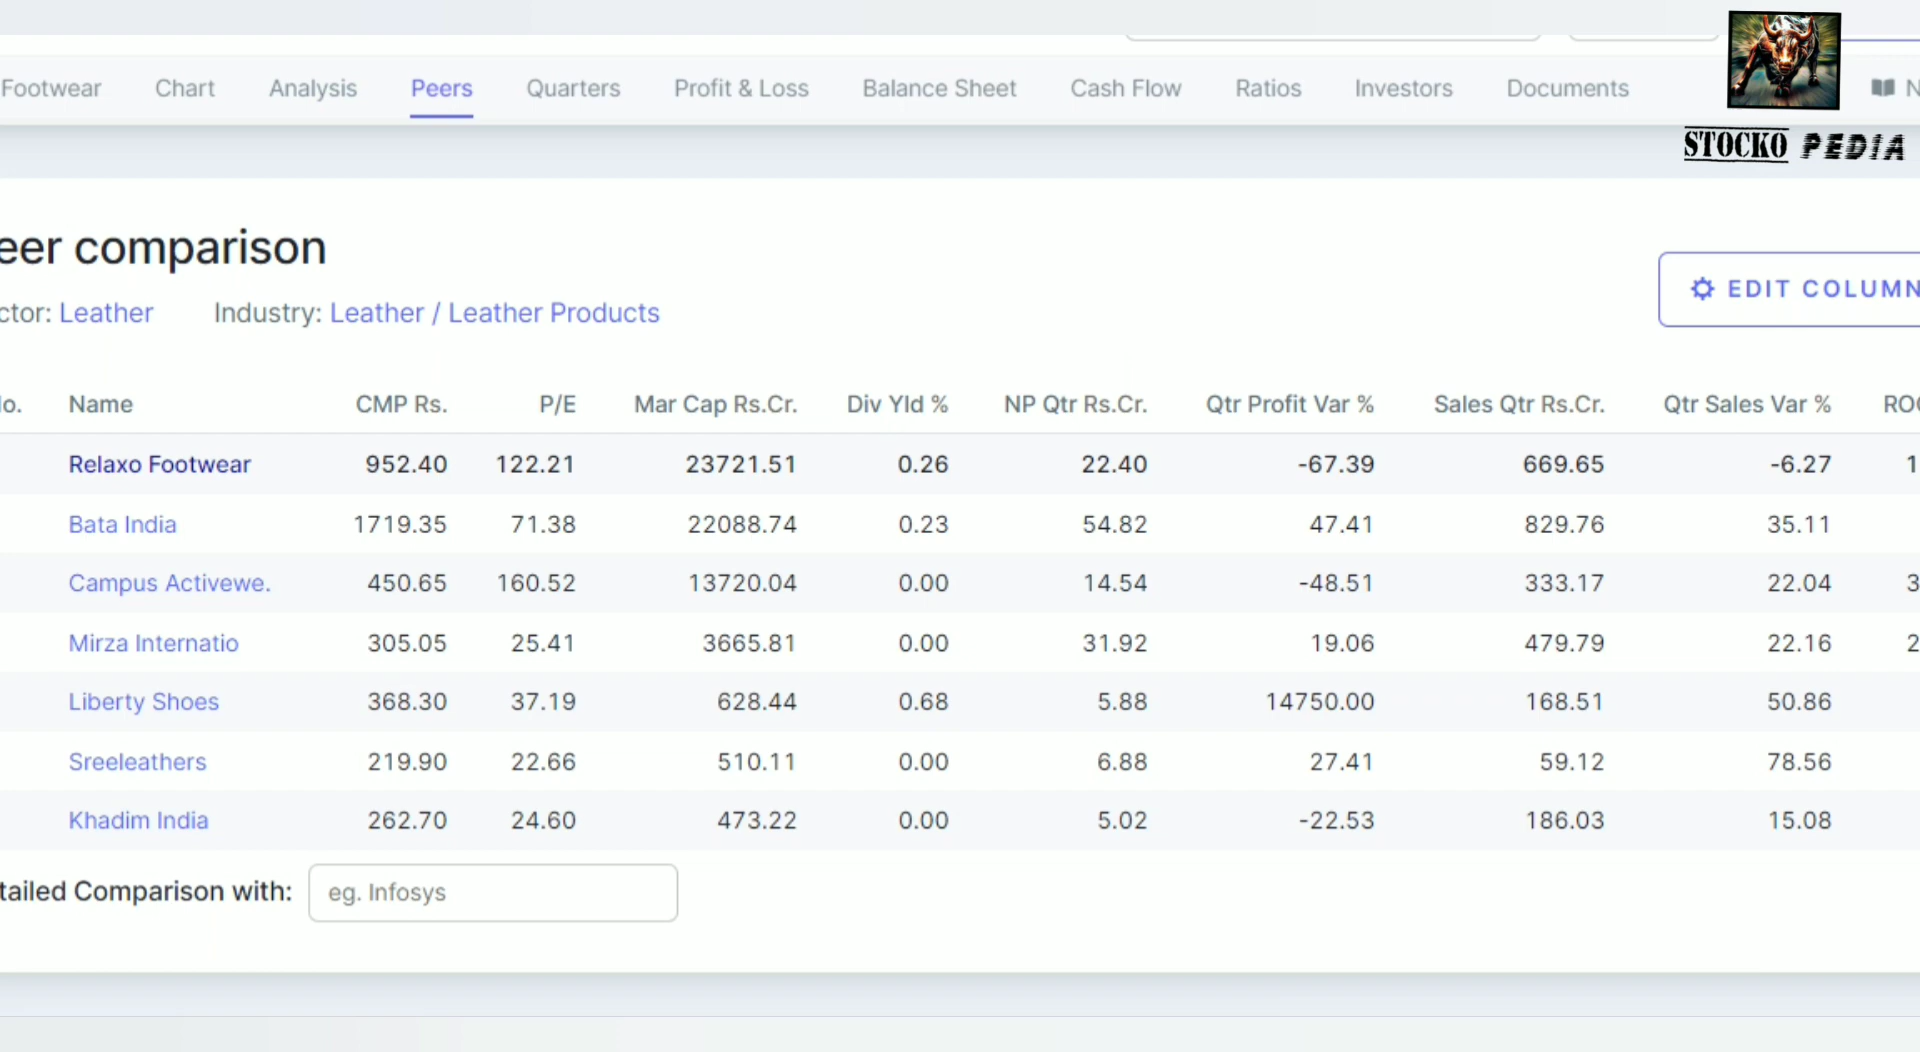 Footwear Chart Analysis Peers Quarters Profit & Loss Balance Sheet Cash Flow Ratios Investors Documents
STOCKO PEDIA
eer comparison
EDIT COLUMN
ctor: Leather Industry: Leather / Leather Products
lo. Name CMP Rs. P/E Mar Cap Rs.Cr. Div Yld % NP Qtr Rs.Cr. Qtr Profit Var % Sales Qtr Rs.Cr. Qtr Sales Var % ROC
Relaxo Footwear 952.40 122.21 23721.51 0.26 22.40 -67.39 669.65 -6.27 1
Bata India 1719.35 71.38 22088.74 0.23 54.82 47.41 829.76 35.11
Campus Activewe. 450.65 160.52 13720.04 0.00 14.54 -48.51 333.17 22.04 3
Mirza Internatio 305.05 25.41 3665.81 0.00 31.92 19.06 479.79 22.16 2
Liberty Shoes 368.30 37.19 628.44 0.68 5.88 14750.00 168.51 50.86
Sreeleathers 219.90 22.66 510.11 0.00 6.88 27.41 59.12 78.56
Khadim India 262.70 24.60 473.22 0.00 5.02 -22.53 186.03 15.08
tailed Comparison with: eg. Infosys